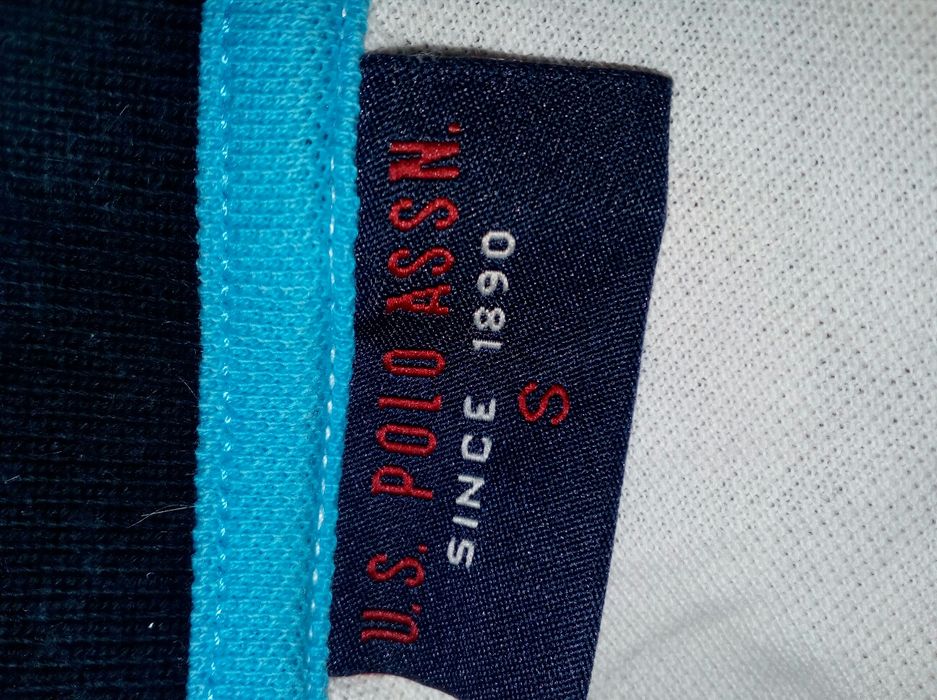 U.S. POLO ASSN.
SINCE 1890
S